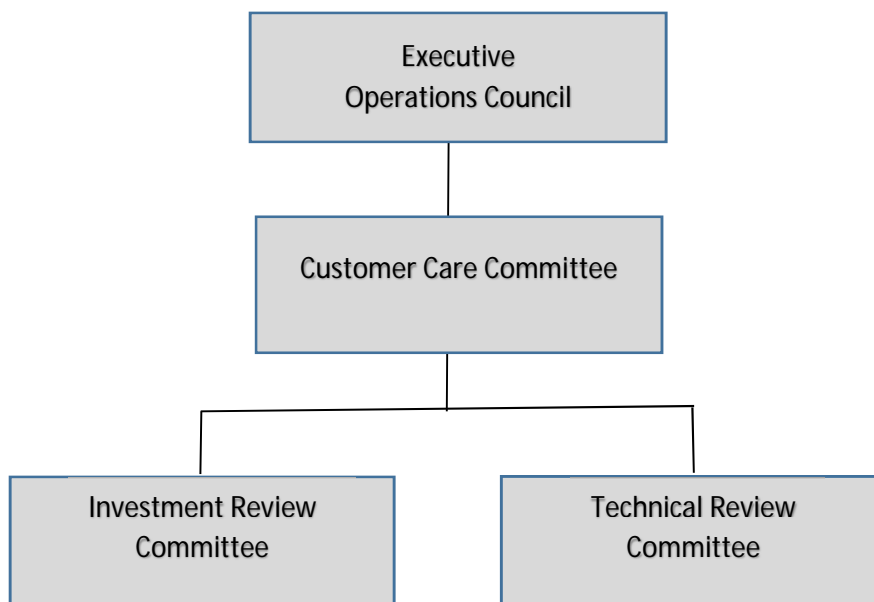 Executive
Operations Council
Customer Care Committee
Investment Review
Committee
Technical Review
Committee